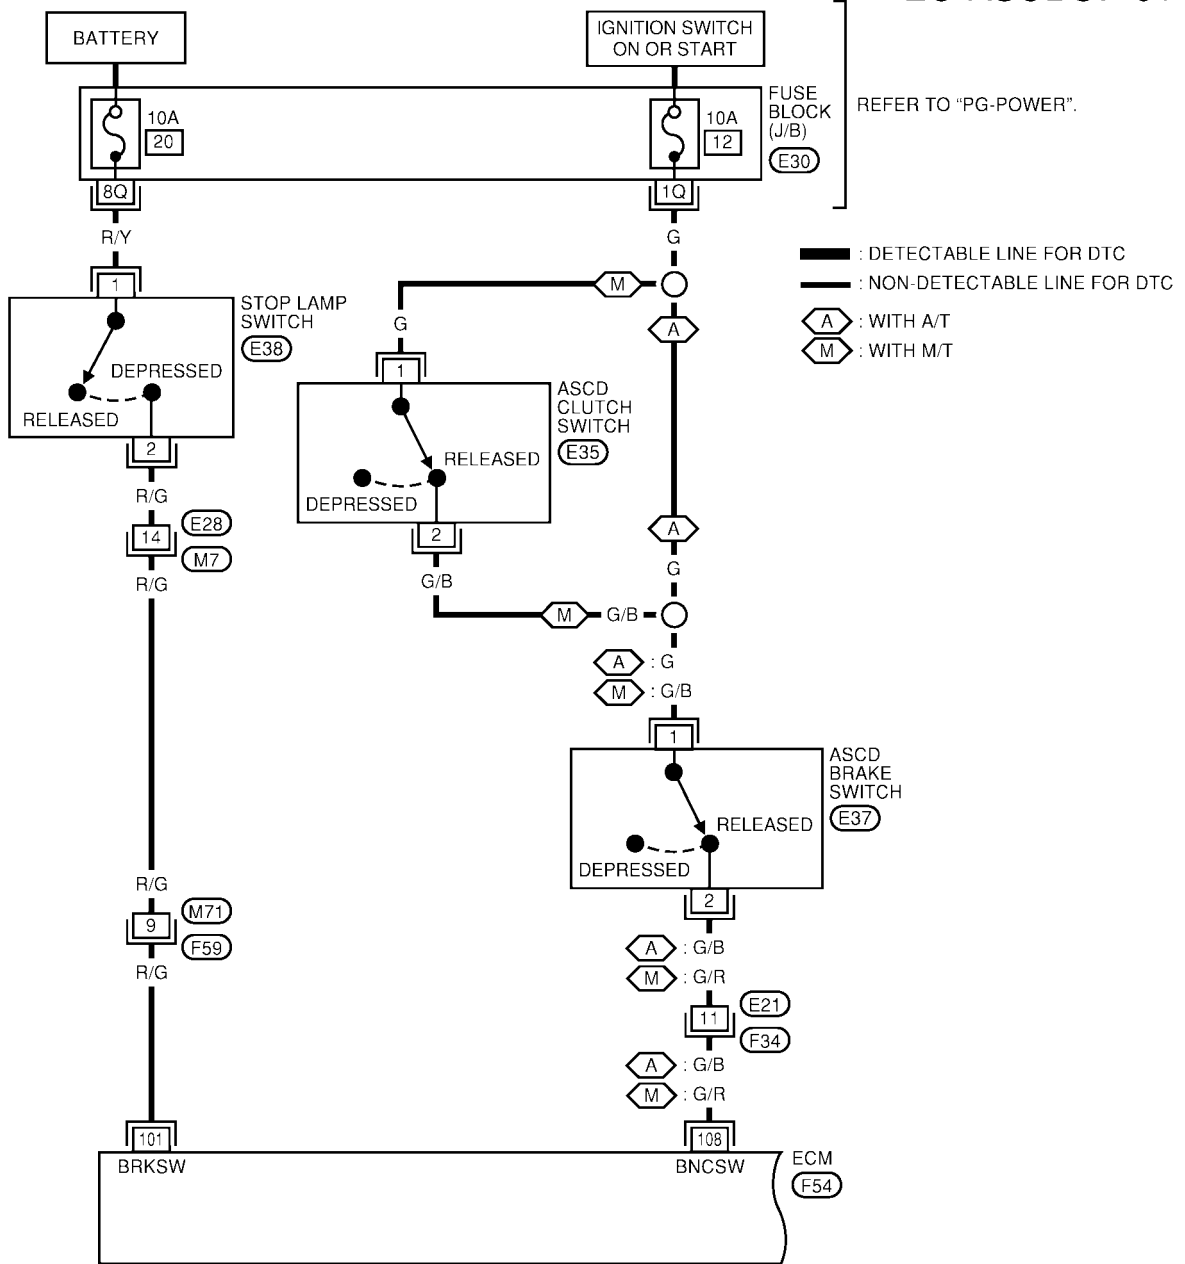 BATTERY
IGNITION SWITCH
ON OR START
10A
20
10A
12
FUSE
BLOCK
(J/B)
E30
REFER TO “PG-POWER”.
8Q
1Q
R/Y
G
: DETECTABLE LINE FOR DTC
: NON-DETECTABLE LINE FOR DTC
A : WITH A/T
M : WITH M/T
M
A
G
1
STOP LAMP
SWITCH
E38
DEPRESSED
RELEASED
2
1
ASCD
CLUTCH
SWITCH
E35
RELEASED
DEPRESSED
2
R/G
14
E28
M7
R/G
G/B
A
G
M
G/B
A : G
M : G/B
1
ASCD
BRAKE
SWITCH
E37
RELEASED
DEPRESSED
2
R/G
9
M71
F59
R/G
A : G/B
M : G/R
11
E21
F34
A : G/B
M : G/R
101
BRKSW
108
BNCSW
ECM
F54